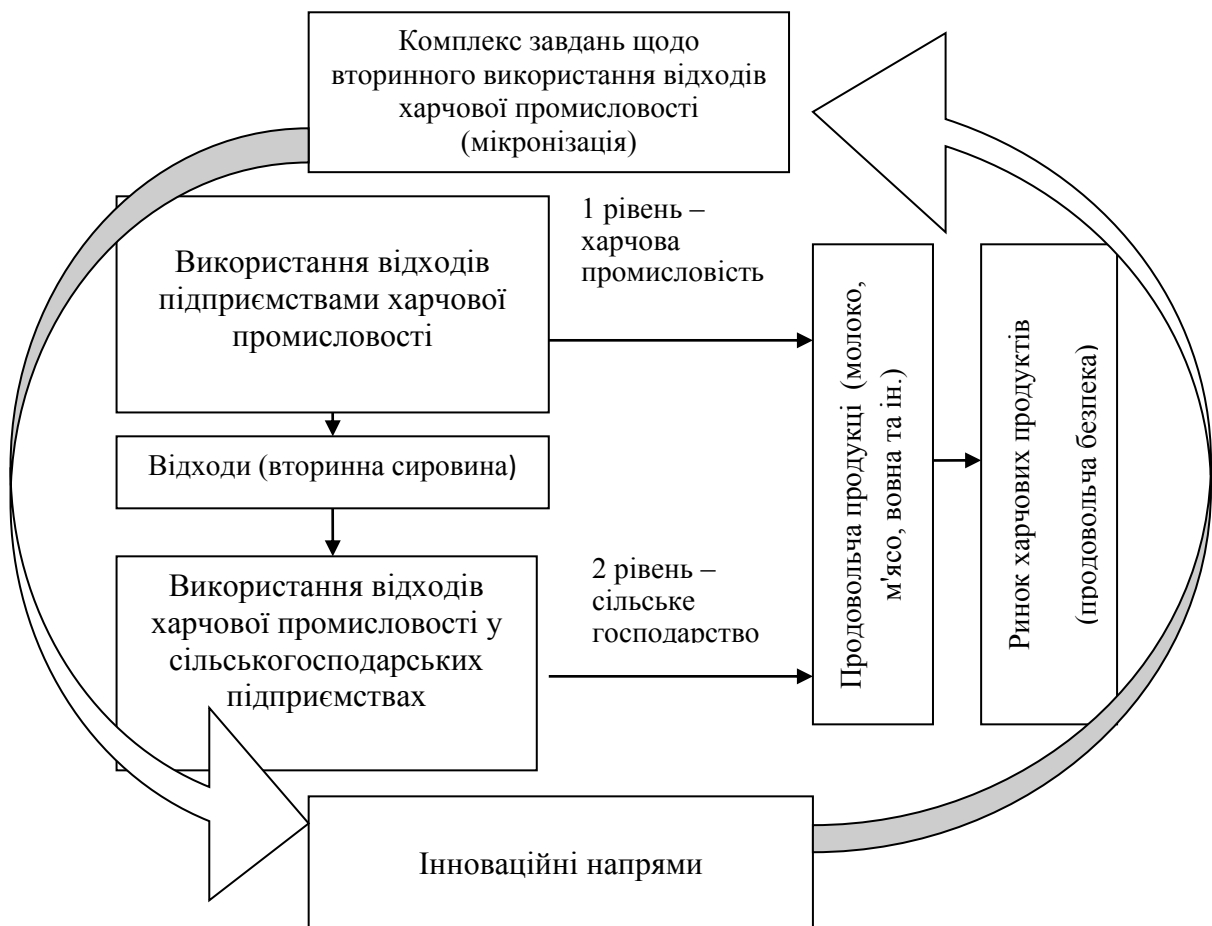 Комплекс завдань щодо
вторинного використання відходів
харчової промисловості
(мікронізація)
1 рівень –
харчова
промисловість
Використання відходів
підприємствами харчової
промисловості
Відходи (вторинна сировина)
2 рівень –
сільське
господарство
Використання відходів
харчової промисловості у
сільськогосподарських
підприємствах
Продовольча продукці (молоко,
м'ясо, вовна та ін.)
Ринок харчових продуктів
(продовольча безпека)
Інноваційні напрями